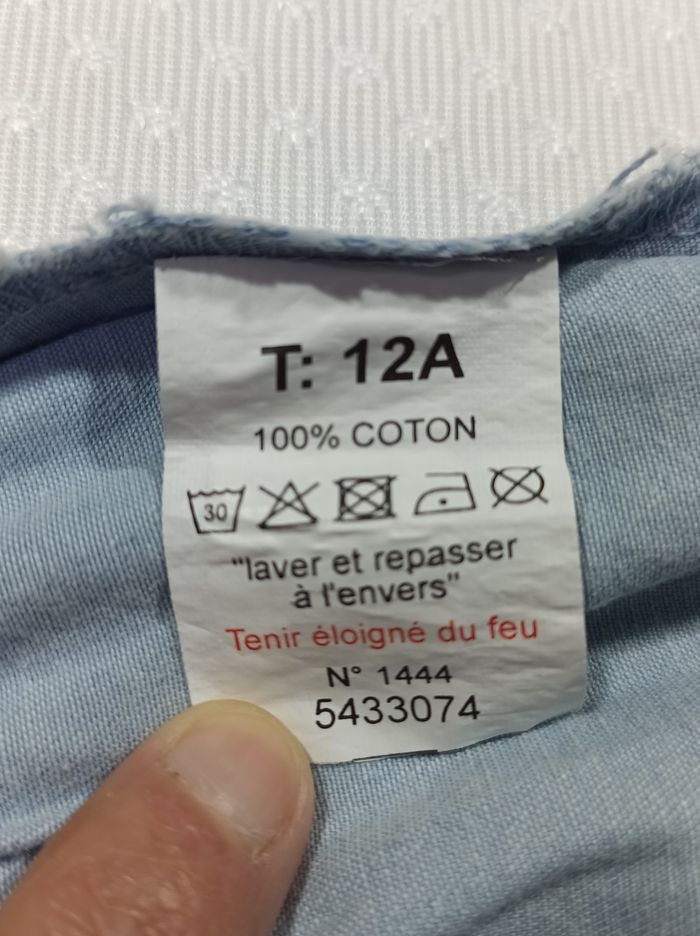 T: 12A
100% COTON
30
"laver et repasser
à l'envers"
Tenir éloigné du feu
N° 1444
5433074